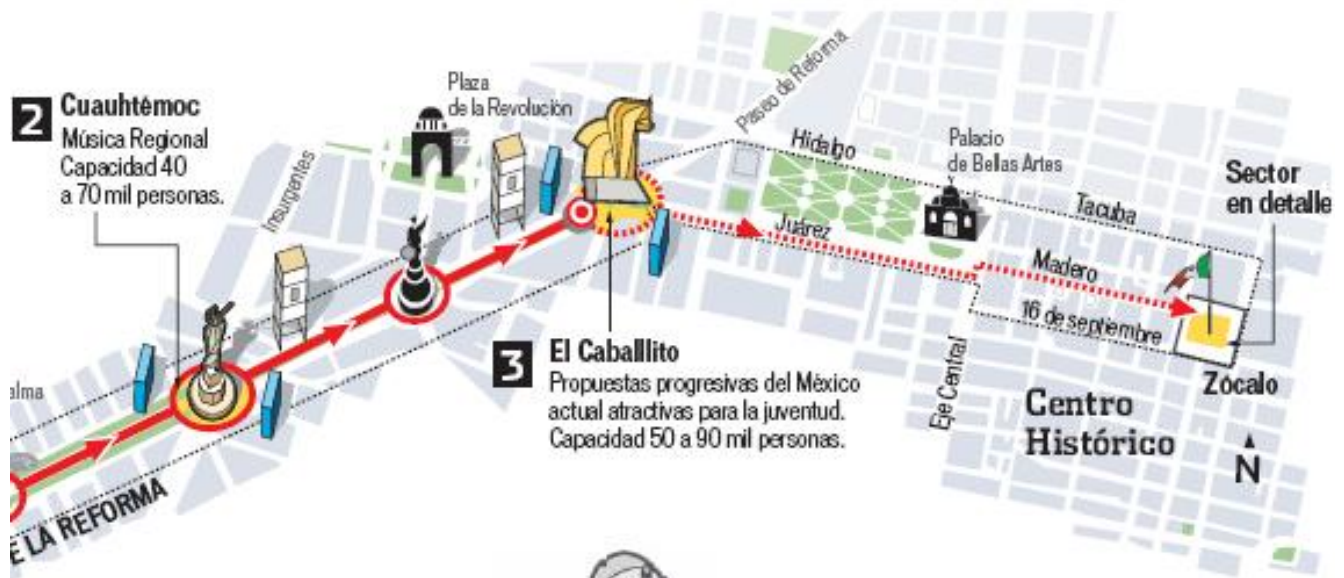 2
Cuauhtémoc
Música Regional
Capacidad 40
a 70 mil personas.
Insurgentes
Plaza
de la Revolución
Paseo de Reforma
Hidalgo
Palacio
de Bellas Artes
Tacuba
Sector
en detalle
Juárez
Madero
16 de septiembre
Zócalo
Eje Central
Centro
Histórico
N
3
El Caballlito
Propuestas progresivas del México
actual atractivas para la juventud.
Capacidad 50 a 90 mil personas.
alma
E LA REFORMA